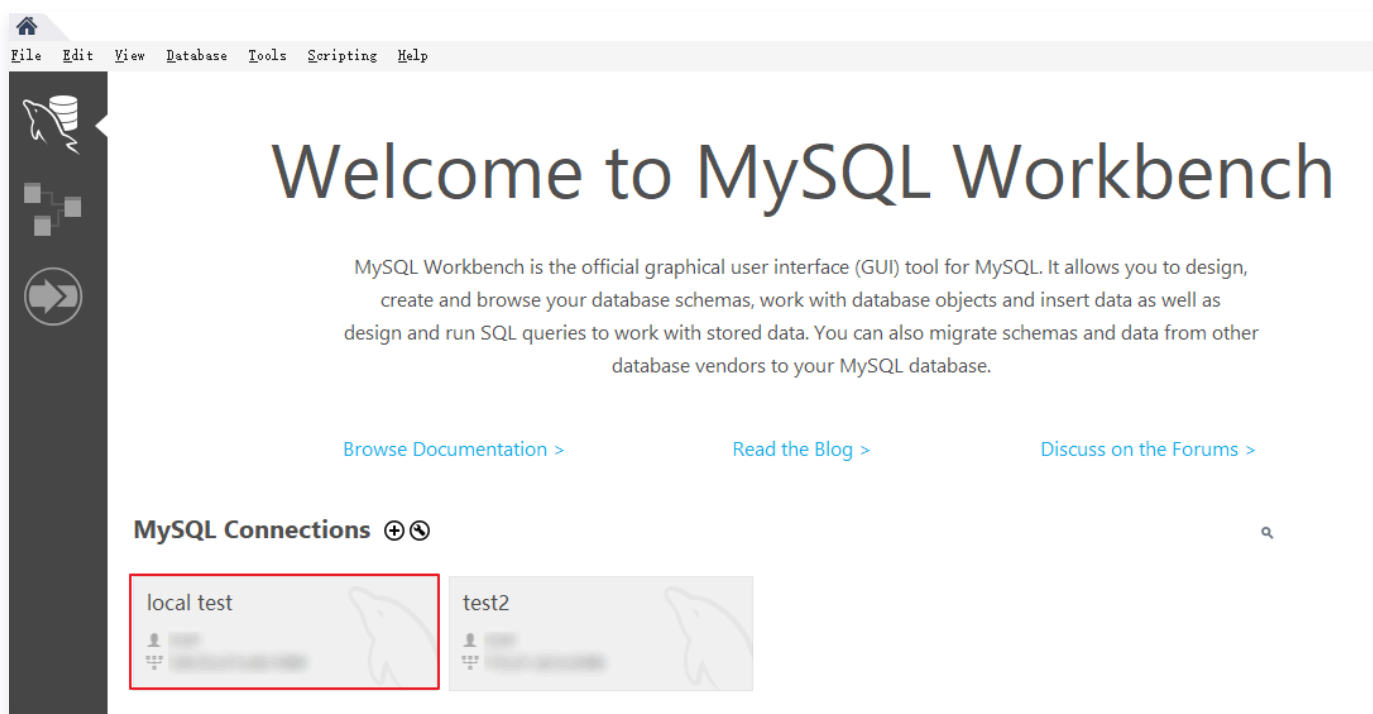 File Edit View Database Tools Scripting Help
Welcome to MySQL Workbench
MySQL Workbench is the official graphical user interface (GUI) tool for MySQL. It allows you to design,
create and browse your database schemas, work with database objects and insert data as well as
design and run SQL queries to work with stored data. You can also migrate schemas and data from other
database vendors to your MySQL database.
Browse Documentation > Read the Blog > Discuss on the Forums >
MySQL Connections
local test test2